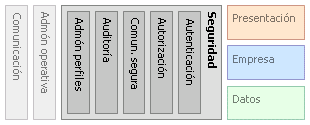 Comunicación
Admón operativa
Admón perfiles
Auditoría
Comun. segura
Autorización
Autenticación
Seguridad
Presentación
Empresa
Datos